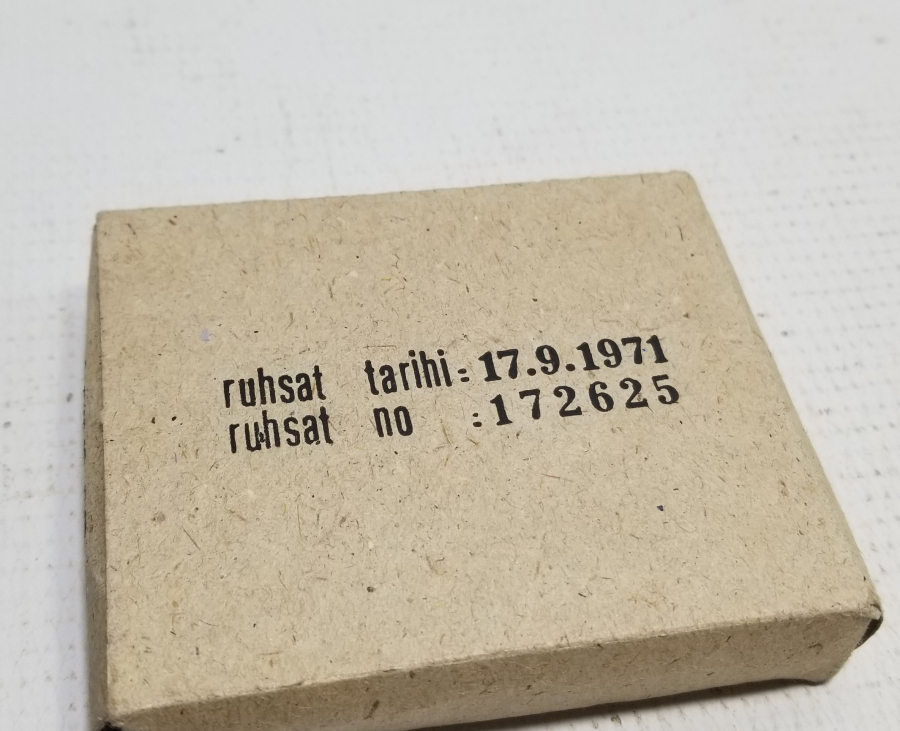 ruhsat tarihi: 17.9.1971
ruhsat no :172625